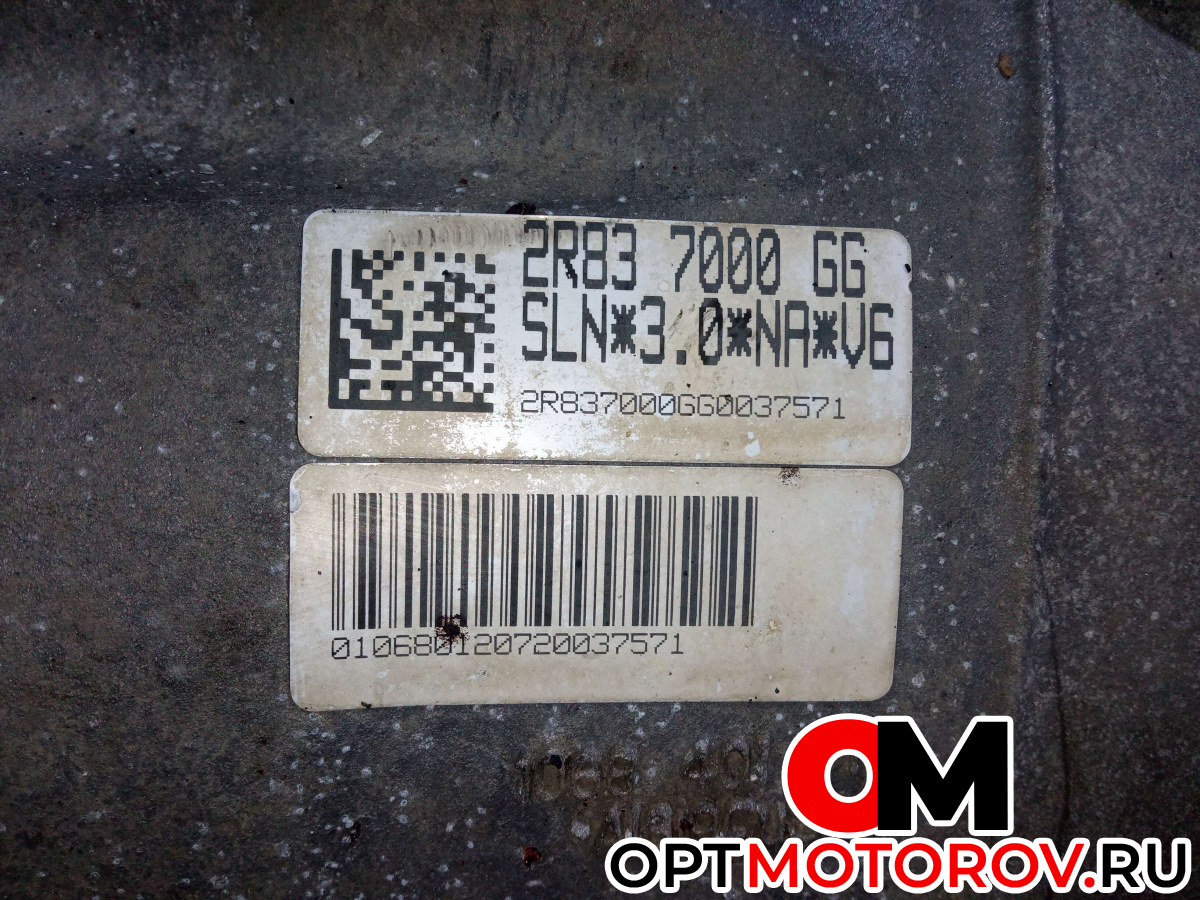 2R83 7000 GG
SLN*3.0*NA*V6
2R837000GG0037571
010680120720037571
OM
OPTMOTOROV.RU